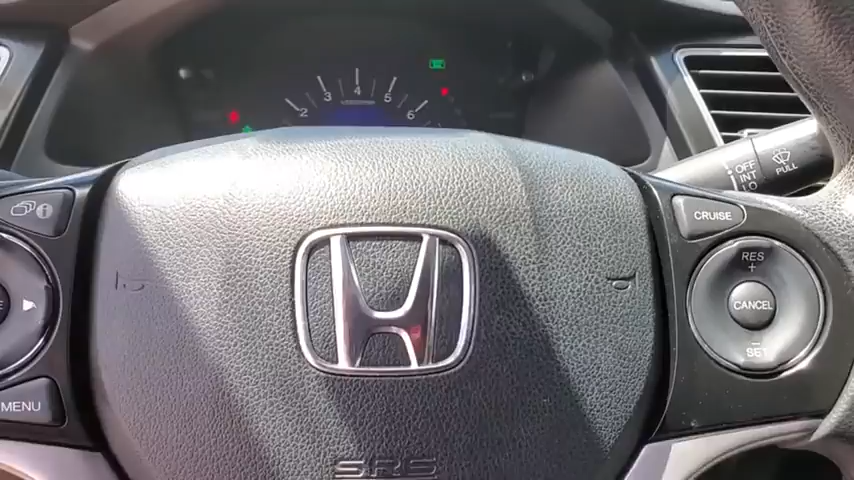 2 3 4 5 6
OFF
INT
LO
PULL
i
CRUISE
RES
+
CANCEL
−
SET
MENU
SRS